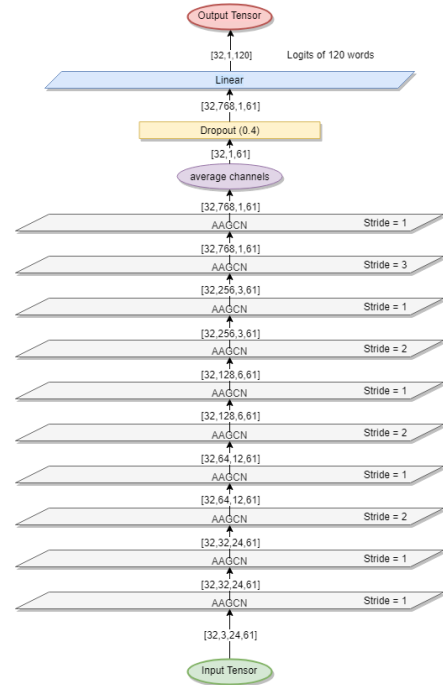 Output Tensor
[32,1,120]
Logits of 120 words
Linear
[32,768,1,61]
Dropout (0.4)
[32,1,61]
average channels
[32,768,1,61]
AAGCN
Stride = 1
[32,768,1,61]
AAGCN
Stride = 3
[32,256,3,61]
AAGCN
Stride = 1
[32,256,3,61]
AAGCN
Stride = 2
[32,128,6,61]
AAGCN
Stride = 1
[32,128,6,61]
AAGCN
Stride = 2
[32,64,12,61]
AAGCN
Stride = 1
[32,64,12,61]
AAGCN
Stride = 2
[32,32,24,61]
AAGCN
Stride = 1
[32,32,24,61]
AAGCN
Stride = 1
[32,3,24,61]
Input Tensor